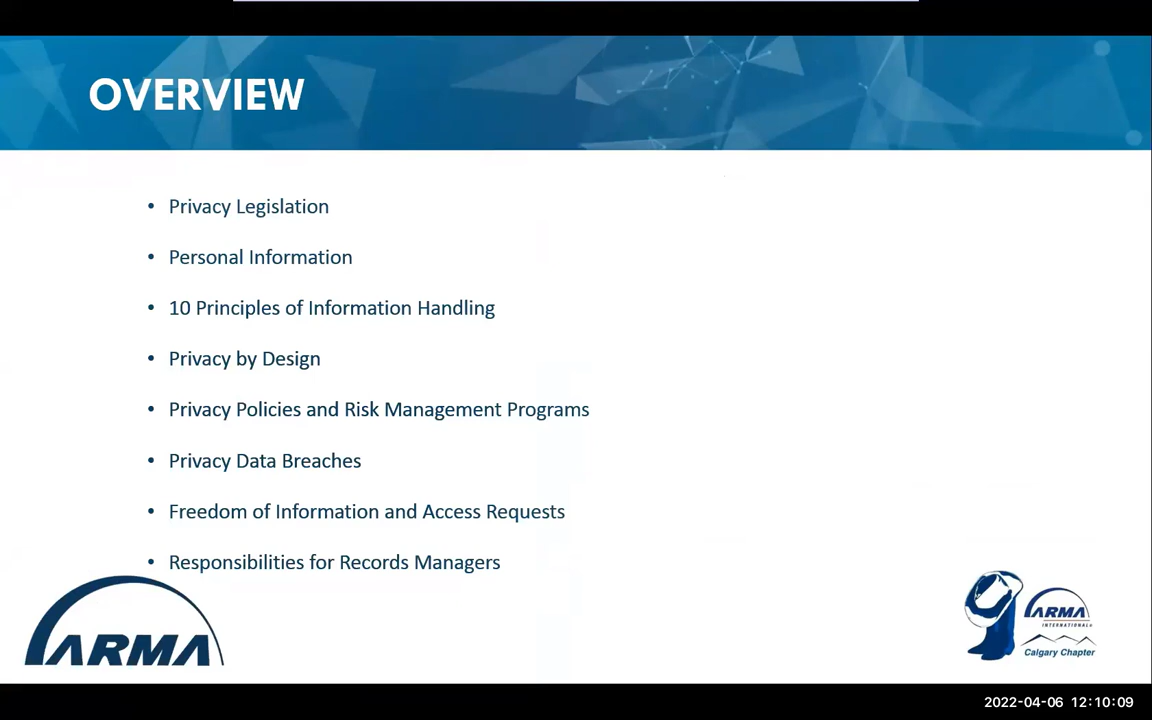 OVERVIEW
• Privacy Legislation
• Personal Information
• 10 Principles of Information Handling
• Privacy by Design
• Privacy Policies and Risk Management Programs
• Privacy Data Breaches
• Freedom of Information and Access Requests
• Responsibilities for Records Managers
ARMA
ARMA
INTERNATIONAL®
Calgary Chapter
2022-04-06 12:10:09